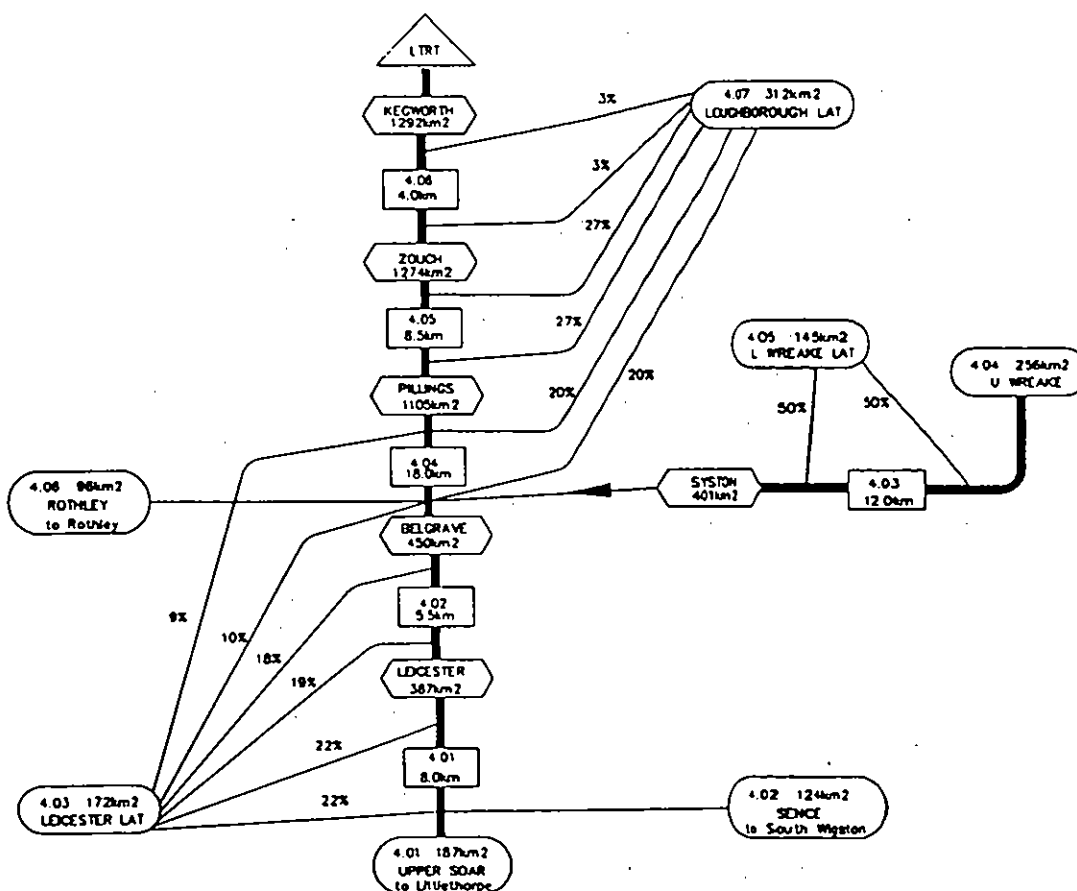 LTRT
KEGWORTH
1292km2
3%
4.07 312km2
LOUGHBOROUGH LAT
4.06
4.0km
3%
ZOUCH
1274km2
27%
4.05
8.5km
27%
4.05 145km2
L WREAKE LAT
4.04 256km2
U WREAKE
PILLINGS
1105km2
20%
20%
50%
50%
4.04
18.0km
4.06 96km2
ROTHLEY
to Rothley
SYSTON
401km2
4.03
12.0km
BELGRAVE
450km2
4.02
5.5km
9%
10%
18%
19%
LEICESTER
387km2
22%
4.01
8.0km
4.03 172km2
LEICESTER LAT
22%
4.02 124km2
SENCE
to South Wigston
4.01 187km2
UPPER SOAR
to Littlethorpe